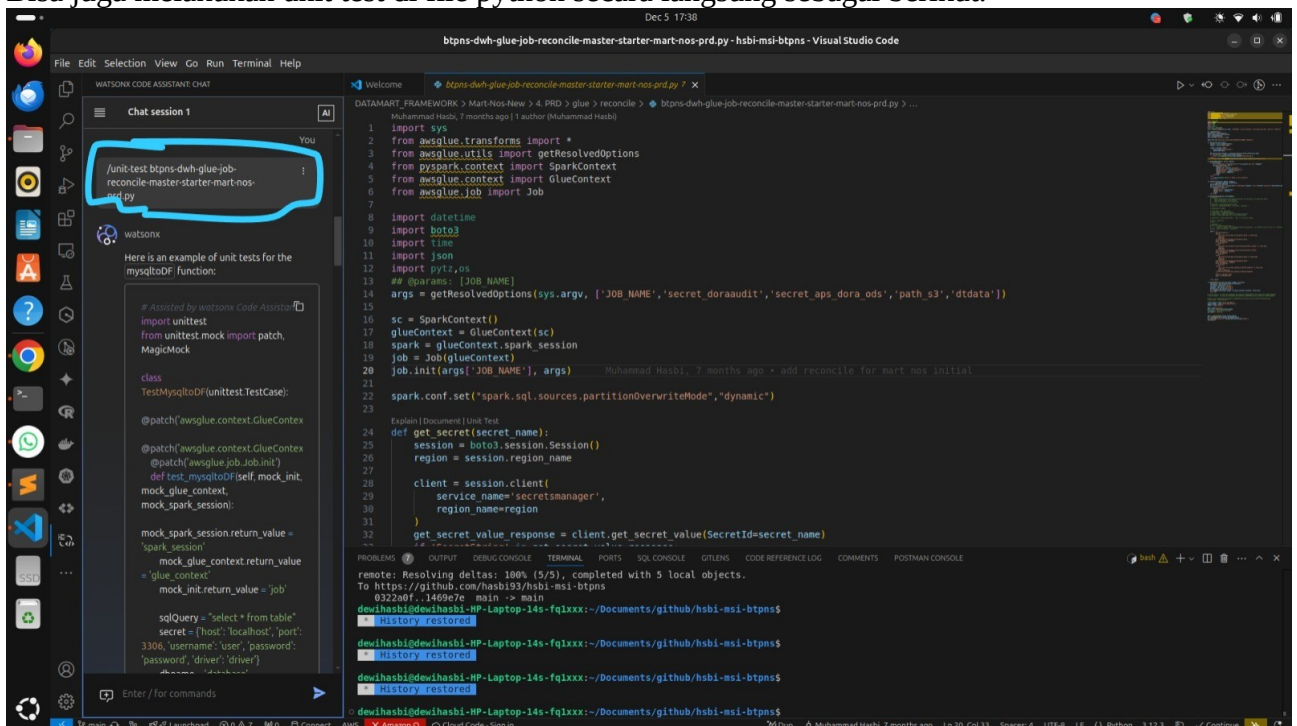 Dec 5 17:38
btpns-dwh-glue-job-reconcile-master-starter-mart-nos-prd.py - hsbi-msi-btpns - Visual Studio Code
File Edit Selection View Go Run Terminal Help
WATSONX CODE ASSISTANT: CHAT
Chat session 1
AI
You
/unit-test btpns-dwh-glue-job-
reconcile-master-starter-mart-nos-
prd.py
watsonx
Here is an example of unit tests for the
mysqltoDF function:
# Assisted by watsonx Code Assistan
import unittest
from unittest.mock import patch,
MagicMock
class
TestMysqltoDF(unittest.TestCase):
@patch('awsglue.context.GlueContex
@patch('awsglue.context.GlueContex
@patch('awsglue.job.Job.init')
def test_mysqltoDF(self, mock_init,
mock_glue_context,
mock_spark_session):
mock_spark_session.return_value =
'spark_session'
mock_glue_context.return_value
= 'glue_context'
mock_init.return_value = 'job'
sqlQuery = "select * from table"
secret = {'host': 'localhost', 'port':
3306, 'username': 'user', 'password':
'password', 'driver': 'driver'}
Enter / for commands
Welcome
btpns-dwh-glue-job-reconcile-master-starter-mart-nos-prd.py 7
DATAMART_FRAMEWORK > Mart-Nos-New > 4. PRD > glue > reconcile > btpns-dwh-glue-job-reconcile-master-starter-mart-nos-prd.py > ...
Muhammad Hasbi, 7 months ago | 1 author (Muhammad Hasbi)
1 import sys
2 from awsglue.transforms import *
3 from awsglue.utils import getResolvedOptions
4 from pyspark.context import SparkContext
5 from awsglue.context import GlueContext
6 from awsglue.job import Job
7
8 import datetime
9 import boto3
10 import time
11 import json
12 import pytz,os
13 ## @params: [JOB_NAME]
14 args = getResolvedOptions(sys.argv, ['JOB_NAME','secret_doraaudit','secret_aps_dora_ods','path_s3','dtdata'])
15
16 sc = SparkContext()
17 glueContext = GlueContext(sc)
18 spark = glueContext.spark_session
19 job = Job(glueContext)
20 job.init(args['JOB_NAME'], args) Muhammad Hasbi, 7 months ago • add reconcile for mart nos initial
21
22 spark.conf.set("spark.sql.sources.partitionOverwriteMode","dynamic")
23
Explain | Document | Unit Test
24 def get_secret(secret_name):
25 session = boto3.session.Session()
26 region = session.region_name
27
28 client = session.client(
29 service_name='secretsmanager',
30 region_name=region
31 )
32 get_secret_value_response = client.get_secret_value(SecretId=secret_name)
PROBLEMS 7 OUTPUT DEBUG CONSOLE TERMINAL PORTS SQL CONSOLE GITLENS CODE REFERENCE LOG COMMENTS POSTMAN CONSOLE
bash
remote: Resolving deltas: 100% (5/5), completed with 5 local objects.
To https://github.com/hasbi93/hsbi-msi-btpns
0322a0f..1469e7e main -> main
dewihasbi@dewihasbi-HP-Laptop-14s-fq1xxx:~/Documents/github/hsbi-msi-btpns$
* History restored
dewihasbi@dewihasbi-HP-Laptop-14s-fq1xxx:~/Documents/github/hsbi-msi-btpns$
* History restored
dewihasbi@dewihasbi-HP-Laptop-14s-fq1xxx:~/Documents/github/hsbi-msi-btpns$
* History restored
dewihasbi@dewihasbi-HP-Laptop-14s-fq1xxx:~/Documents/github/hsbi-msi-btpns$